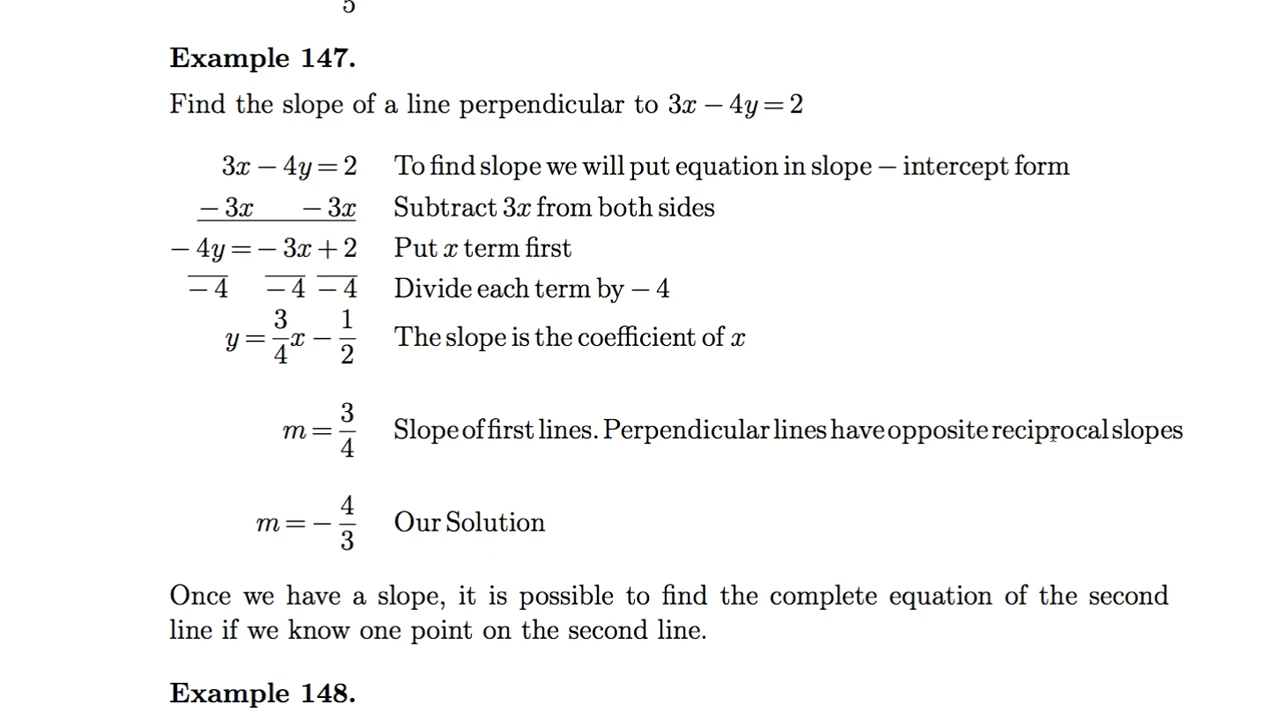 5
Example 147.
Find the slope of a line perpendicular to 3x − 4y = 2
3x − 4y = 2 To find slope we will put equation in slope − intercept form
− 3x − 3x Subtract 3x from both sides
− 4y = − 3x + 2 Put x term first
− 4 − 4 − 4 Divide each term by − 4
y = 3/4 x − 1/2 The slope is the coefficient of x
m = 3/4 Slope of first lines. Perpendicular lines have opposite reciprocal slopes
m = − 4/3 Our Solution
Once we have a slope, it is possible to find the complete equation of the second
line if we know one point on the second line.
Example 148.